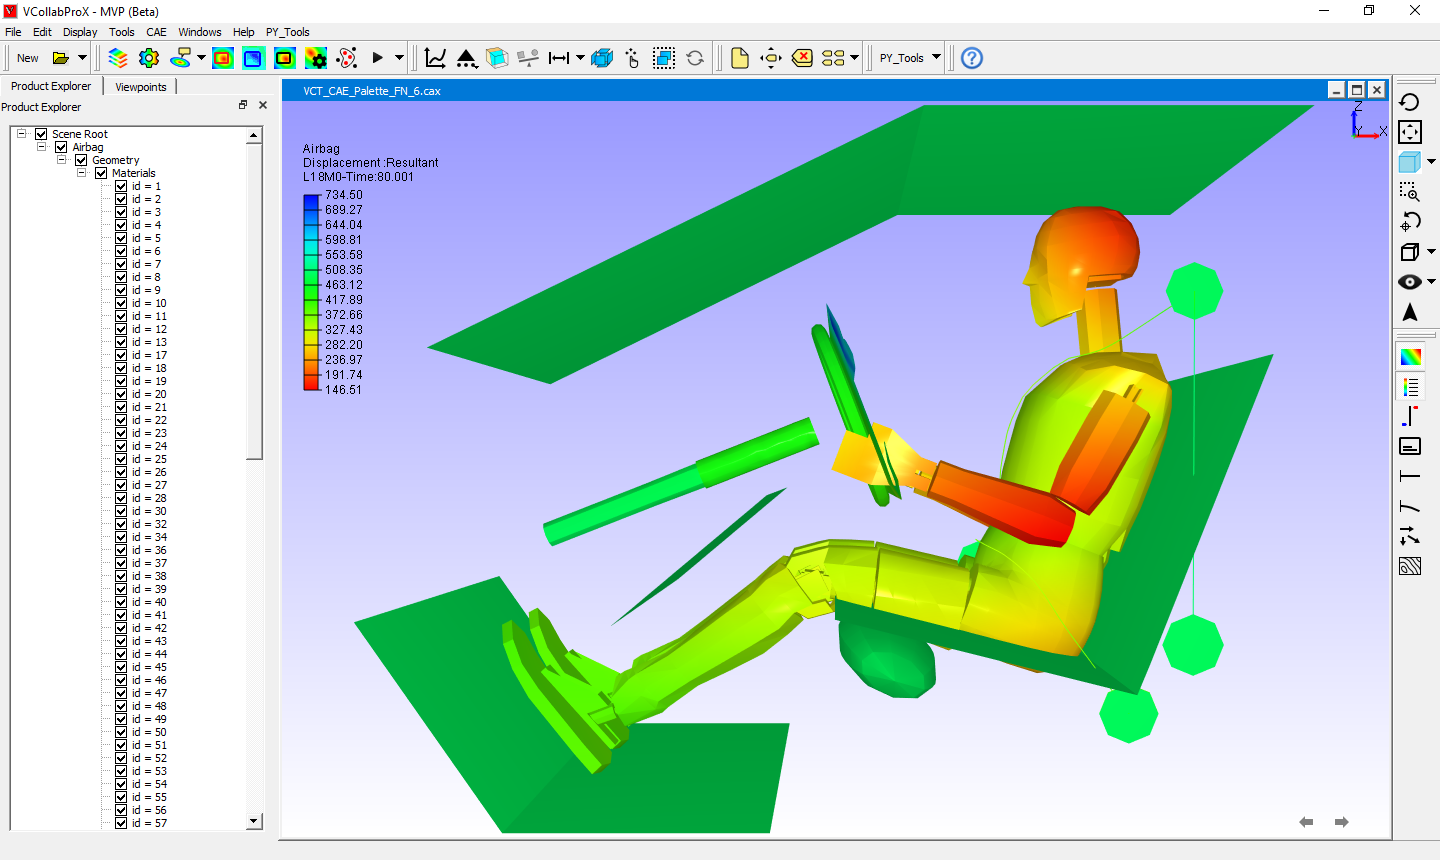 VCollabProX - MVP (Beta)
File Edit Display Tools CAE Windows Help PY_Tools
New
PY_Tools
Product Explorer Viewpoints
Product Explorer
Scene Root
Airbag
Geometry
Materials
id = 1
id = 2
id = 3
id = 4
id = 5
id = 6
id = 7
id = 8
id = 9
id = 10
id = 11
id = 12
id = 13
id = 17
id = 18
id = 19
id = 20
id = 21
id = 22
id = 23
id = 24
id = 25
id = 26
id = 27
id = 28
id = 30
id = 32
id = 34
id = 36
id = 37
id = 38
id = 39
id = 40
id = 41
id = 42
id = 43
id = 44
id = 45
id = 46
id = 47
id = 48
id = 49
id = 50
id = 51
id = 52
id = 53
id = 54
id = 55
id = 56
id = 57
VCT_CAE_Palette_FN_6.cax
Airbag
Displacement :Resultant
L18M0-Time:80.001
734.50
689.27
644.04
598.81
553.58
508.35
463.12
417.89
372.66
327.43
282.20
236.97
191.74
146.51
Z
Y X